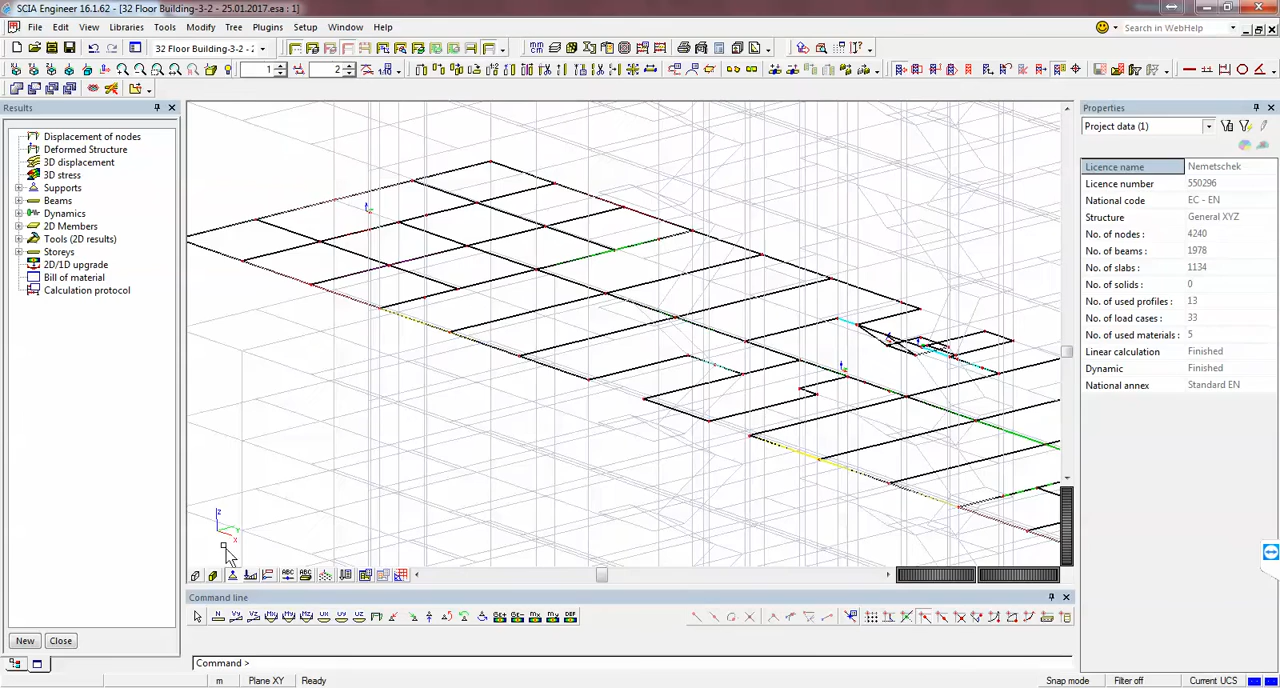 SCIA Engineer 16.1.62 - [32 Floor Building-3-2 - 25.01.2017.esa : 1]
File Edit View Libraries Tools Modify Tree Plugins Setup Window Help
Search in WebHelp
32 Floor Building-3-2 - 2
1 2
Results
Displacement of nodes
Deformed Structure
3D displacement
3D stress
Supports
Beams
Dynamics
2D Members
Tools (2D results)
Storeys
2D/1D upgrade
Bill of material
Calculation protocol
New Close
Properties
Project data (1)
Licence name Nemetschek
Licence number 550296
National code EC - EN
Structure General XYZ
No. of nodes : 4240
No. of beams : 1978
No. of slabs : 1134
No. of solids : 0
No. of used profiles : 13
No. of load cases : 33
No. of used materials : 5
Linear calculation Finished
Dynamic Finished
National annex Standard EN
Z
Y
X
Command line
Command >
m Plane XY Ready Snap mode Filter off Current UCS